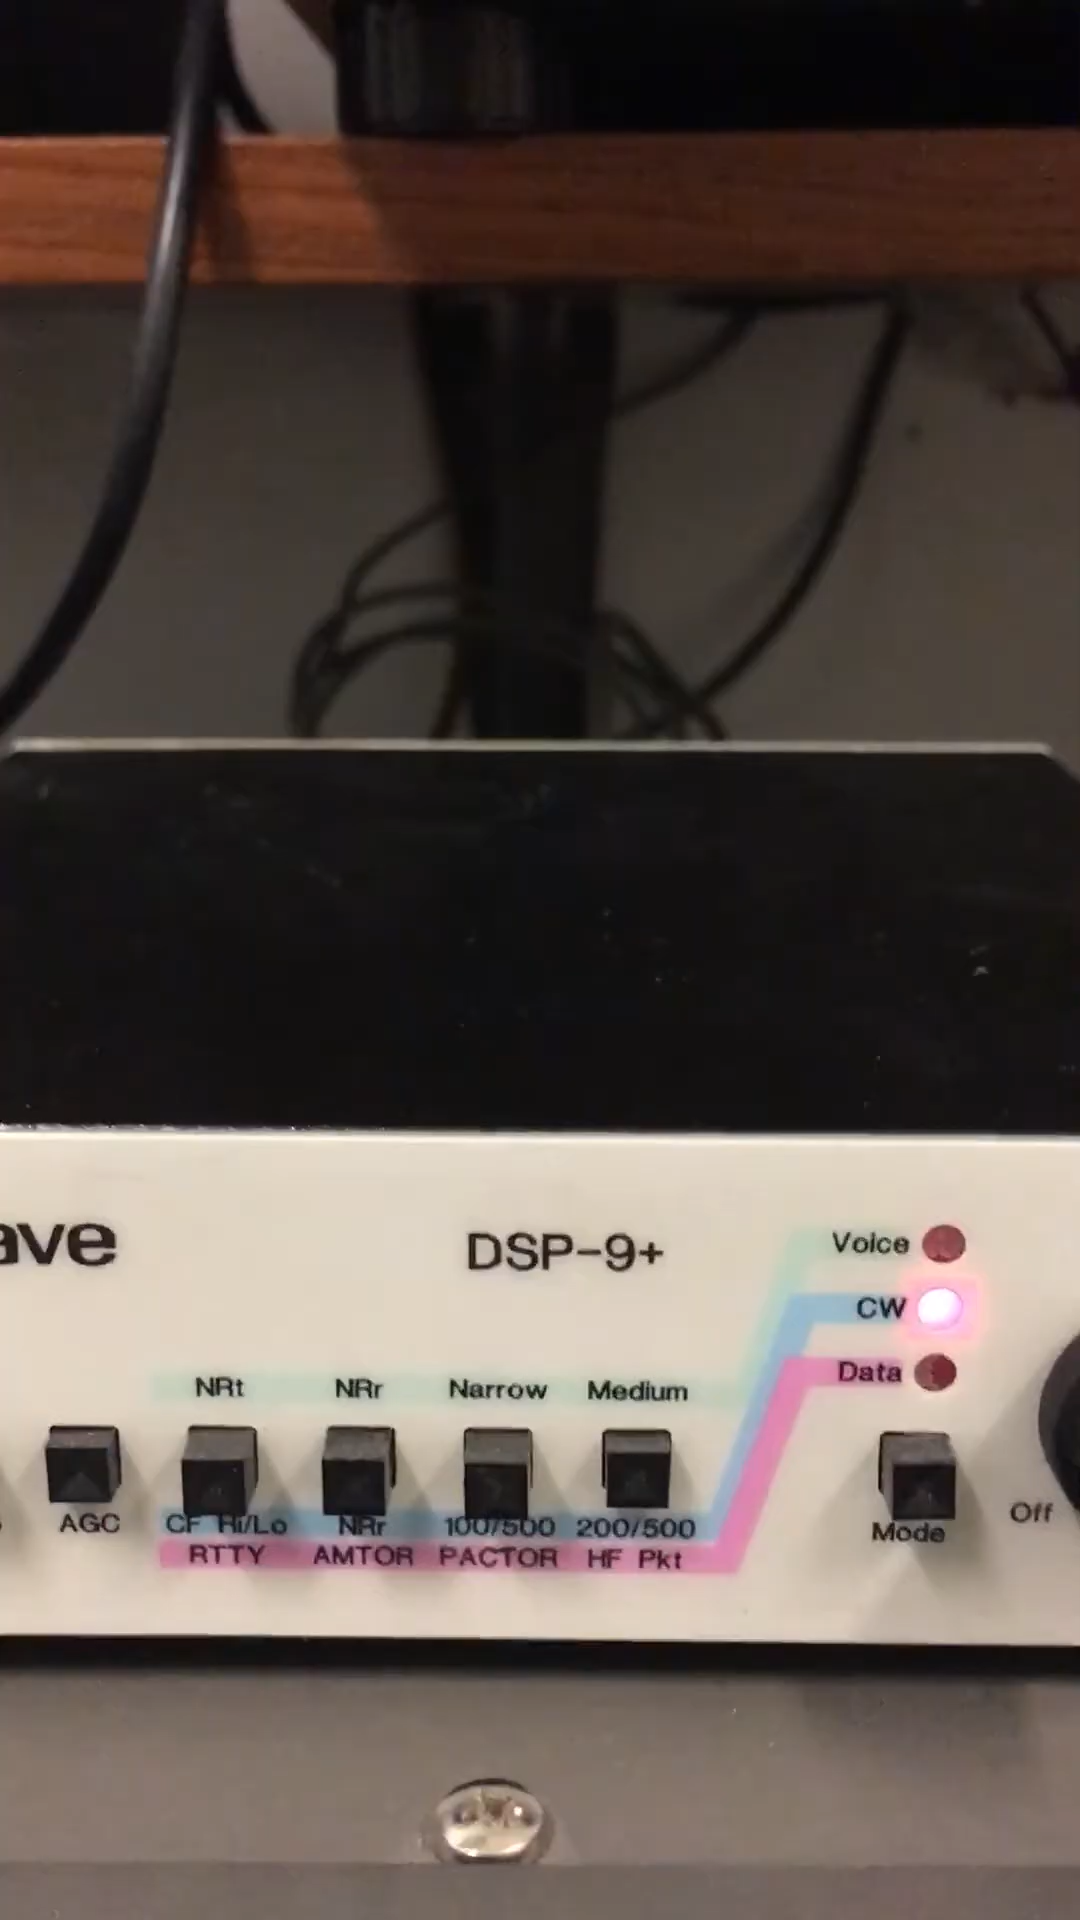 ave
DSP-9+
Voice
CW
Data
NRt NRr Narrow Medium
AGC CF Hi/Lo NRr 100/500 200/500 Mode Off
RTTY AMTOR PACTOR HF Pkt